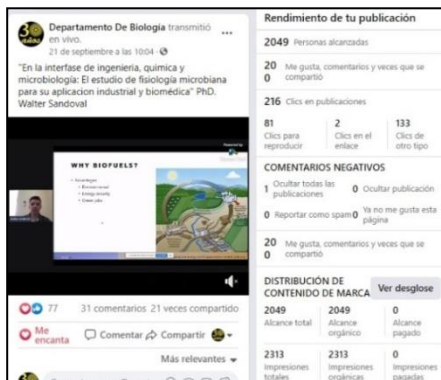 Departamento De Biología transmitió
en vivo.
21 de septiembre a las 10:04 ·
"En la interfase de ingenieria, quimica y
microbiología: El estudio de fisiología microbiana
para su aplicacion industrial y biomédica" PhD.
Walter Sandoval
WHY BIOFUELS?
77 31 comentarios 21 veces compartido
Me
encanta
Comentar
Compartir
Más relevantes
Rendimiento de tu publicación
2049 Personas alcanzadas
20
0
Me gusta, comentarios y veces que se
compartió
216 Clics en publicaciones
81 2 133
Clics para
reproducir
Clics en el
enlace
Clics de
otro tipo
COMENTARIOS NEGATIVOS
1 Ocultar todas las
publicaciones
0 Ocultar publicación
0 Reportar como spam
0 Ya no me gusta esta
página
20
0
Me gusta, comentarios y veces que se
compartió
DISTRIBUCIÓN DE
CONTENIDO DE MARCA
Ver desglose
2049 2049 0
Alcance total
Alcance
orgánico
Alcance
pagado
2313 2313 0
Impresiones
totales
Impresiones
orgánicas
Impresiones
pagadas